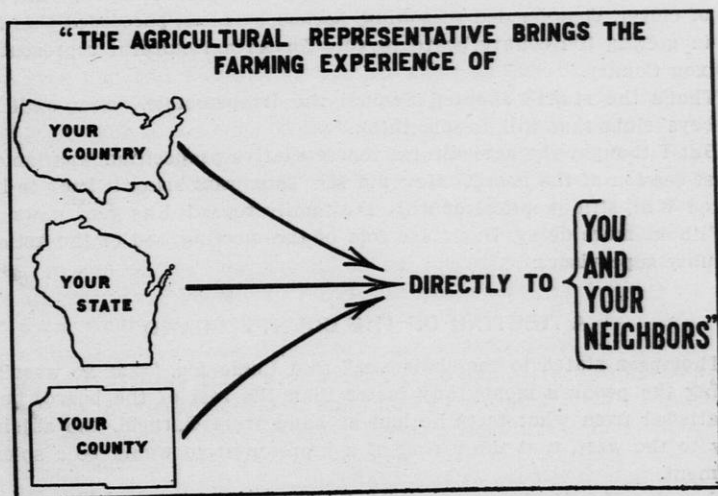 "THE AGRICULTURAL REPRESENTATIVE BRINGS THE
FARMING EXPERIENCE OF
YOUR
COUNTRY
YOUR
STATE
YOUR
COUNTY
DIRECTLY TO
YOU
AND
YOUR
NEIGHBORS"